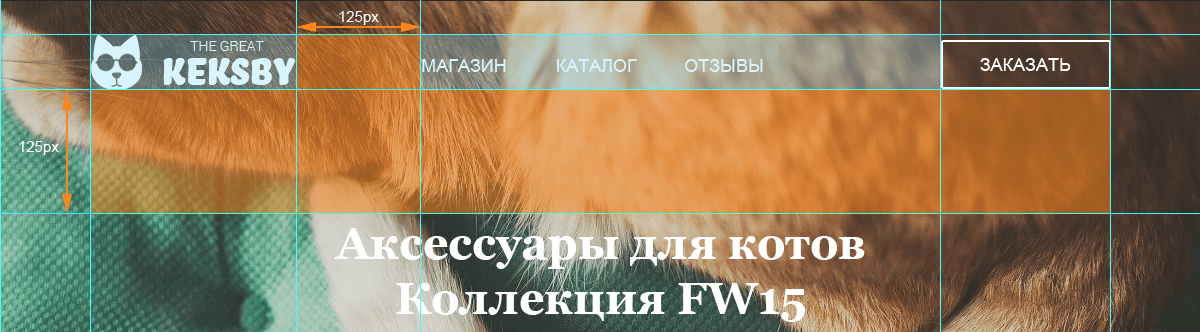 125px
THE GREAT
KEKSBY
МАГАЗИН
КАТАЛОГ
ОТЗЫВЫ
ЗАКАЗАТЬ
125px
Аксессуары для котов
Коллекция FW15